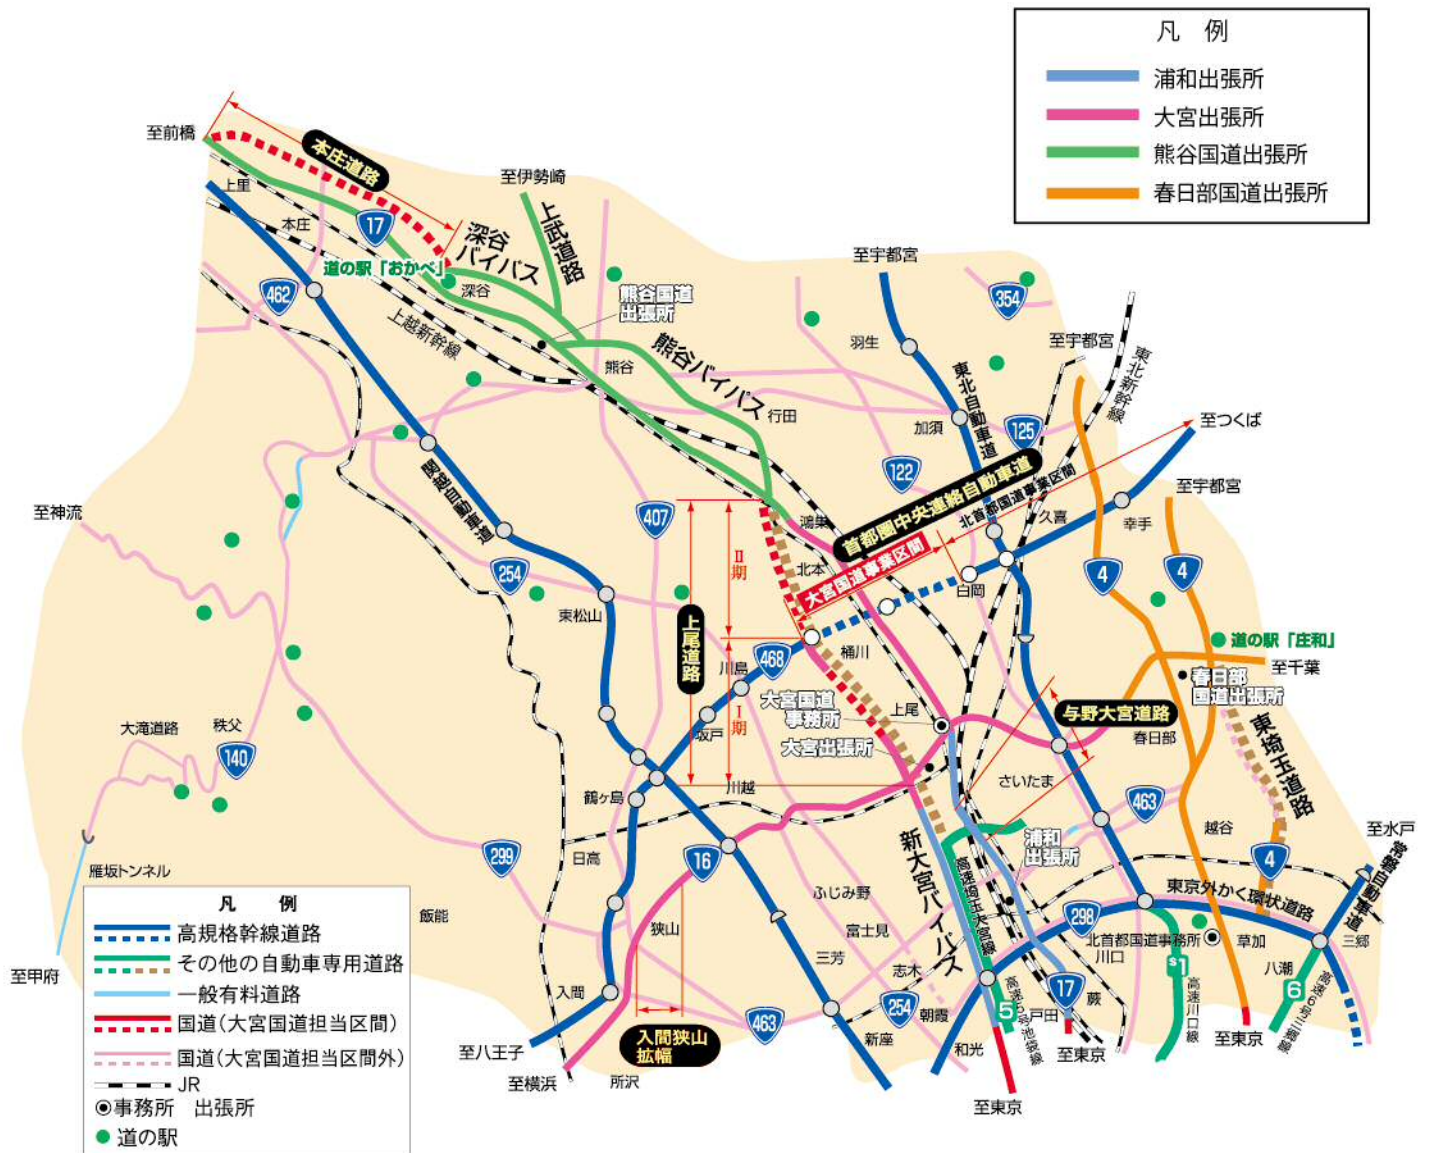 凡 例
浦和出張所
大宮出張所
熊谷国道出張所
春日部国道出張所
至前橋
本庄道路
上里
本庄
17
至伊勢崎
上武道路
深谷
バイパス
道の駅「おかべ」
深谷
462
上越新幹線
熊谷国道
出張所
熊谷
熊谷バイパス
行田
至宇都宮
羽生
354
至宇都宮
東北新幹線
東北自動車道
加須
125
122
至つくば
首都圏中央連絡自動車道
北首都国道事業区間
大宮国道事業区間
久喜
幸手
至宇都宮
関越自動車道
至神流
407
鴻巣
Ⅱ期
北本
白岡
4
4
254
東松山
上尾道路
468
桶川
川島
Ⅰ期
坂戸
道の駅「庄和」
至千葉
春日部
国道出張所
大宮国道
事務所
大宮出張所
上尾
与野大宮道路
春日部
東埼玉道路
大滝道路
秩父
140
さいたま
川越
鶴ヶ島
463
越谷
日高
299
16
新大宮バイパス
浦和
出張所
高速埼玉大宮線
4
至水戸
常磐自動車道
雁坂トンネル
ふじみ野
東京外かく環状道路
298
飯能
狭山
富士見
北首都国道事務所
川口
草加
三郷
三芳
志木
八潮
S1
6
17
蕨
高速川口線
高速6号三郷線
入間
254
朝霞
5
戸田
463
新座
和光
至東京
至東京
至東京
至甲府
至八王子
至横浜
所沢
入間狭山
拡幅
凡 例
高規格幹線道路
その他の自動車専用道路
一般有料道路
国道(大宮国道担当区間)
国道(大宮国道担当区間外)
JR
事務所 出張所
道の駅